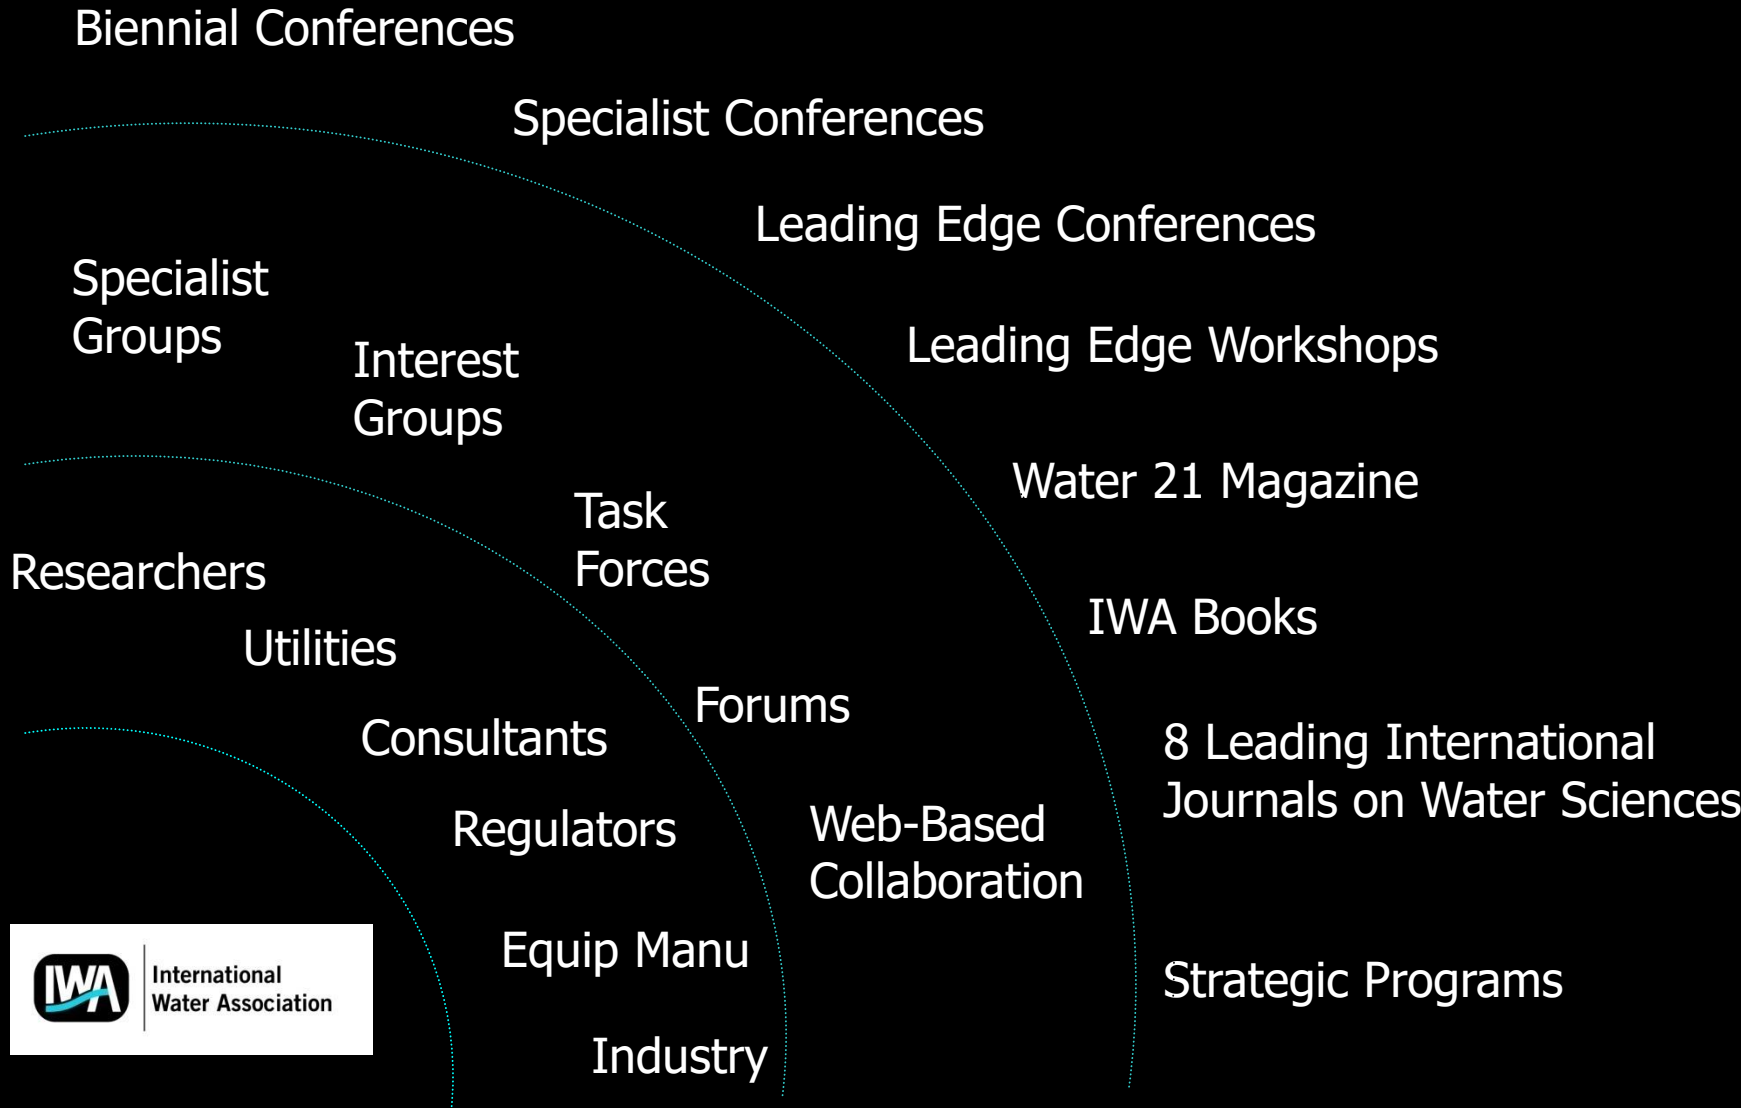 Biennial Conferences
Specialist Conferences
Leading Edge Conferences
Specialist
Groups
Interest
Groups
Leading Edge Workshops
Water 21 Magazine
Task
Forces
Researchers
IWA Books
Utilities
Forums
Consultants
8 Leading International
Journals on Water Sciences
Regulators
Web-Based
Collaboration
Equip Manu
Strategic Programs
IWA
International
Water Association
Industry